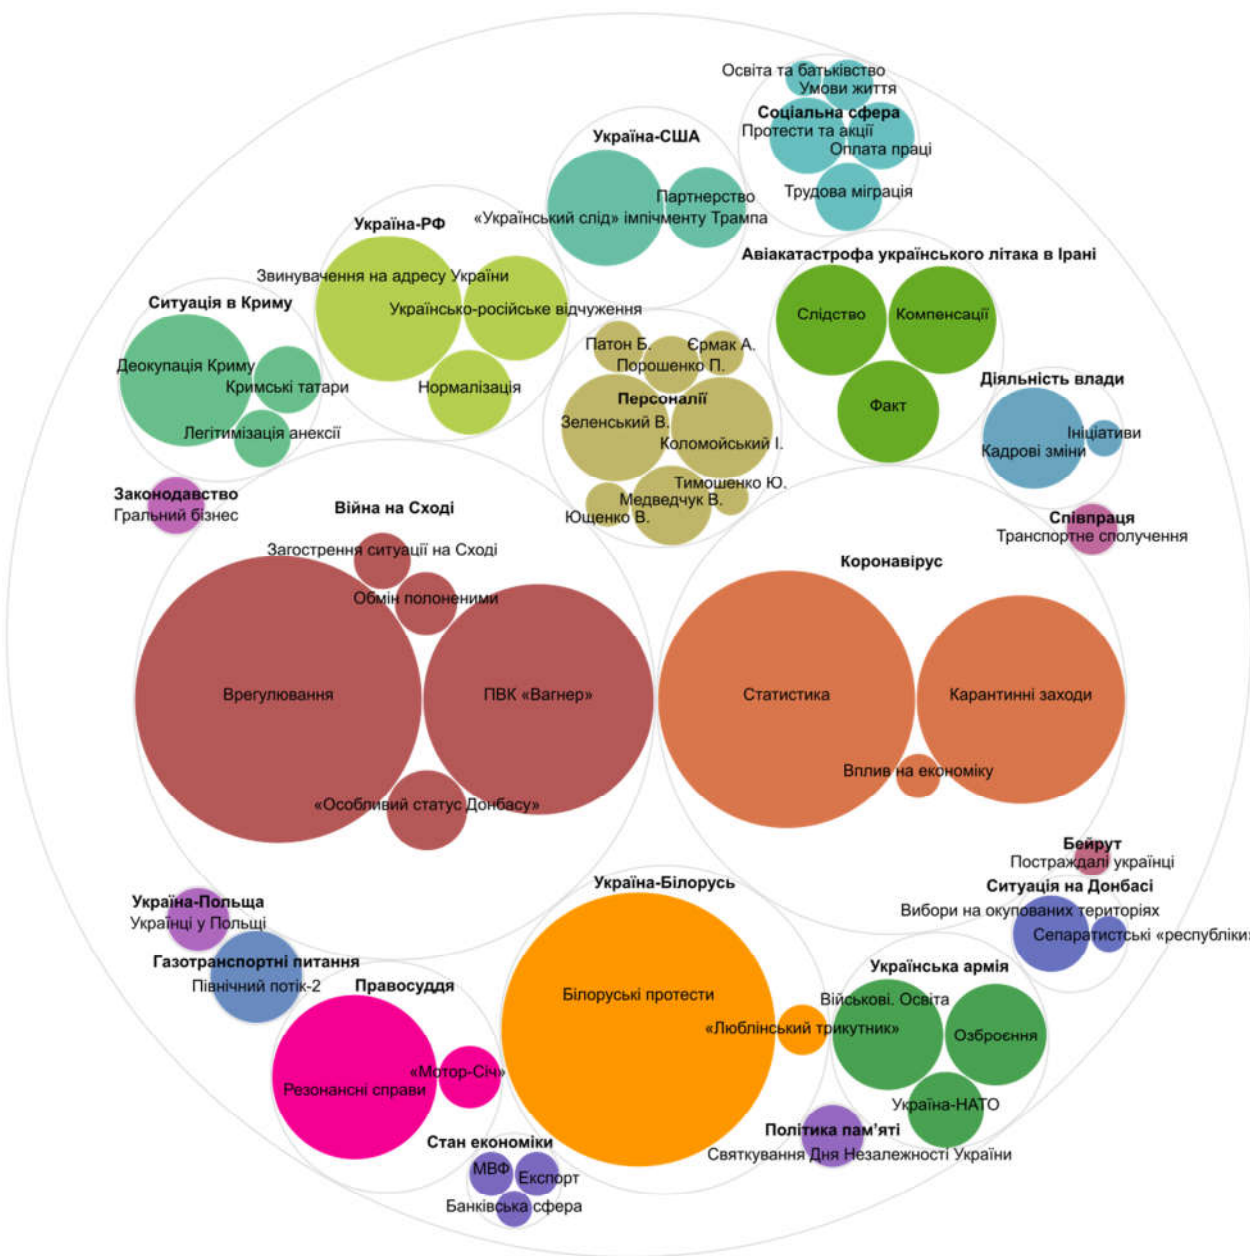 Освіта та батьківство
Умови життя
Соціальна сфера
Протести та акції
Оплата праці
Трудова міграція
Україна-США
Партнерство
«Український слід» імпічменту Трампа
Україна-РФ
Звинувачення на адресу України
Українсько-російське відчуження
Нормалізація
Авіакатастрофа українського літака в Ірані
Слідство
Компенсації
Факт
Ситуація в Криму
Деокупація Криму
Кримські татари
Легітимізація анексії
Патон Б.
Єрмак А.
Порошенко П.
Персоналії
Зеленський В.
Коломойський І.
Тимошенко Ю.
Медведчук В.
Ющенко В.
Діяльність влади
Ініціативи
Кадрові зміни
Законодавство
Гральний бізнес
Співпраця
Транспортне сполучення
Війна на Сході
Загострення ситуації на Сході
Обмін полоненими
Врегулювання
ПВК «Вагнер»
«Особливий статус Донбасу»
Коронавірус
Статистика
Карантинні заходи
Вплив на економіку
Бейрут
Постраждалі українці
Ситуація на Донбасі
Вибори на окупованих територіях
Сепаратистські «республіки»
Україна-Польща
Українці у Польщі
Газотранспортні питання
Північний потік-2
Правосуддя
«Мотор-Січ»
Резонансні справи
Україна-Білорусь
Білоруські протести
«Люблінський трикутник»
Українська армія
Військові. Освіта
Озброєння
Україна-НАТО
Політика пам’яті
Святкування Дня Незалежності України
Стан економіки
МВФ
Експорт
Банківська сфера